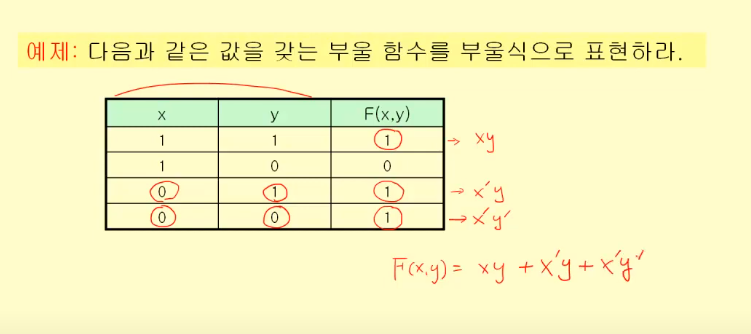 예제: 다음과 같은 값을 갖는 부울 함수를 부울식으로 표현하라.
x y F(x,y)
1 1 1 → xy
1 0 0
0 1 1 → x′y
0 0 1 → x′y′
F(x,y) = xy + x′y + x′y′